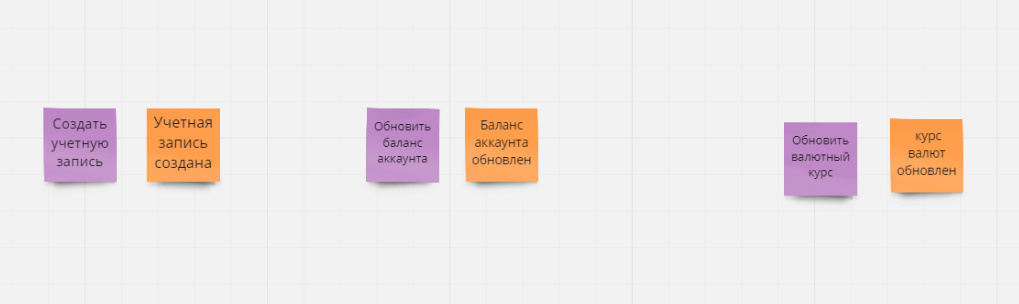 Создать
учетную
запись
Учетная
запись
создана
Обновить
баланс
аккаунта
Баланс
аккаунта
обновлен
Обновить
валютный
курс
курс
валют
обновлен